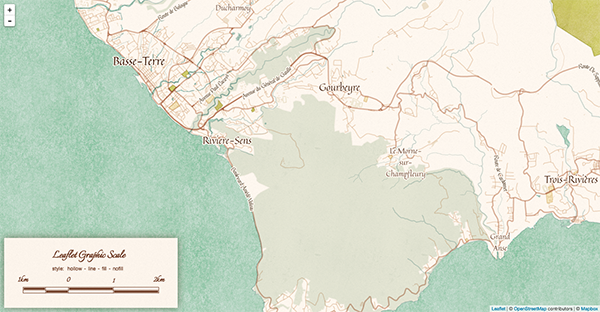 +
-
Ducharmoy
Basse-Terre
Gourbeyre
Rivière-Sens
Le Morne-
sur-
Champfleury
Trois-Rivières
Grand
Anse
Leaflet Graphic Scale
style: hollow - line - fill - nofill
1km 0 1 2km
Leaflet | © OpenStreetMap contributors | © Mapbox